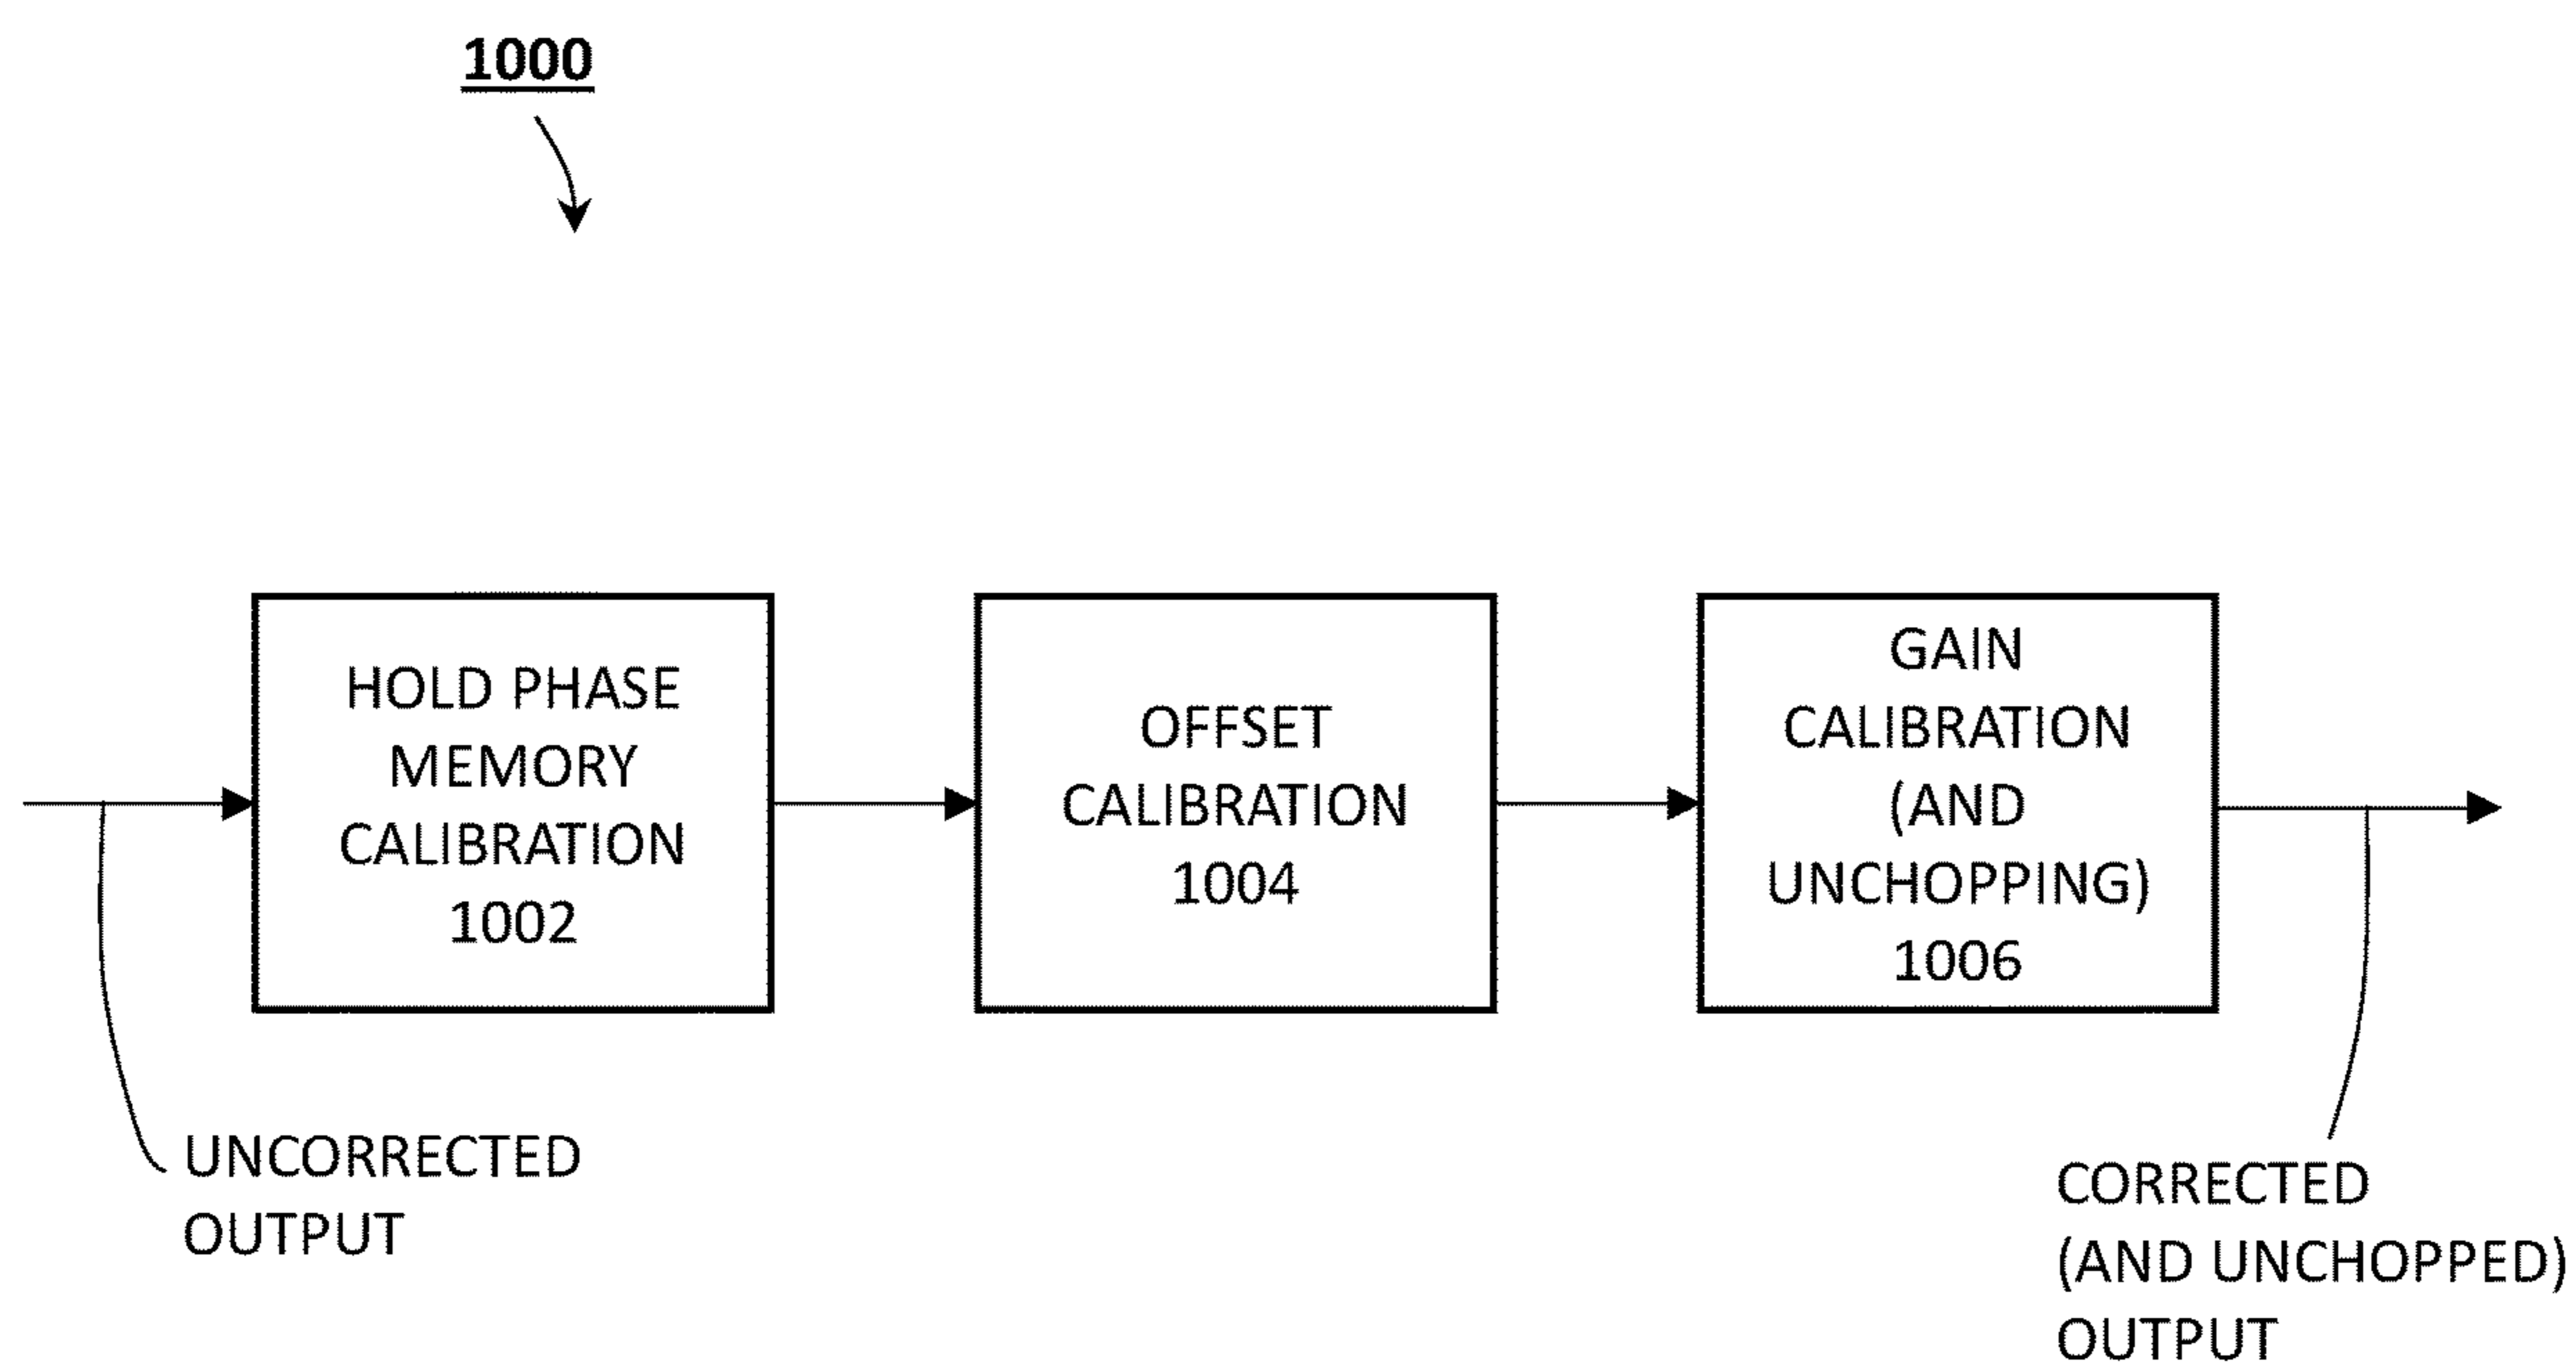 1000
HOLD PHASE
MEMORY
CALIBRATION
1002
OFFSET
CALIBRATION
1004
GAIN
CALIBRATION
(AND
UNCHOPPING)
1006
UNCORRECTED
OUTPUT
CORRECTED
(AND UNCHOPPED)
OUTPUT